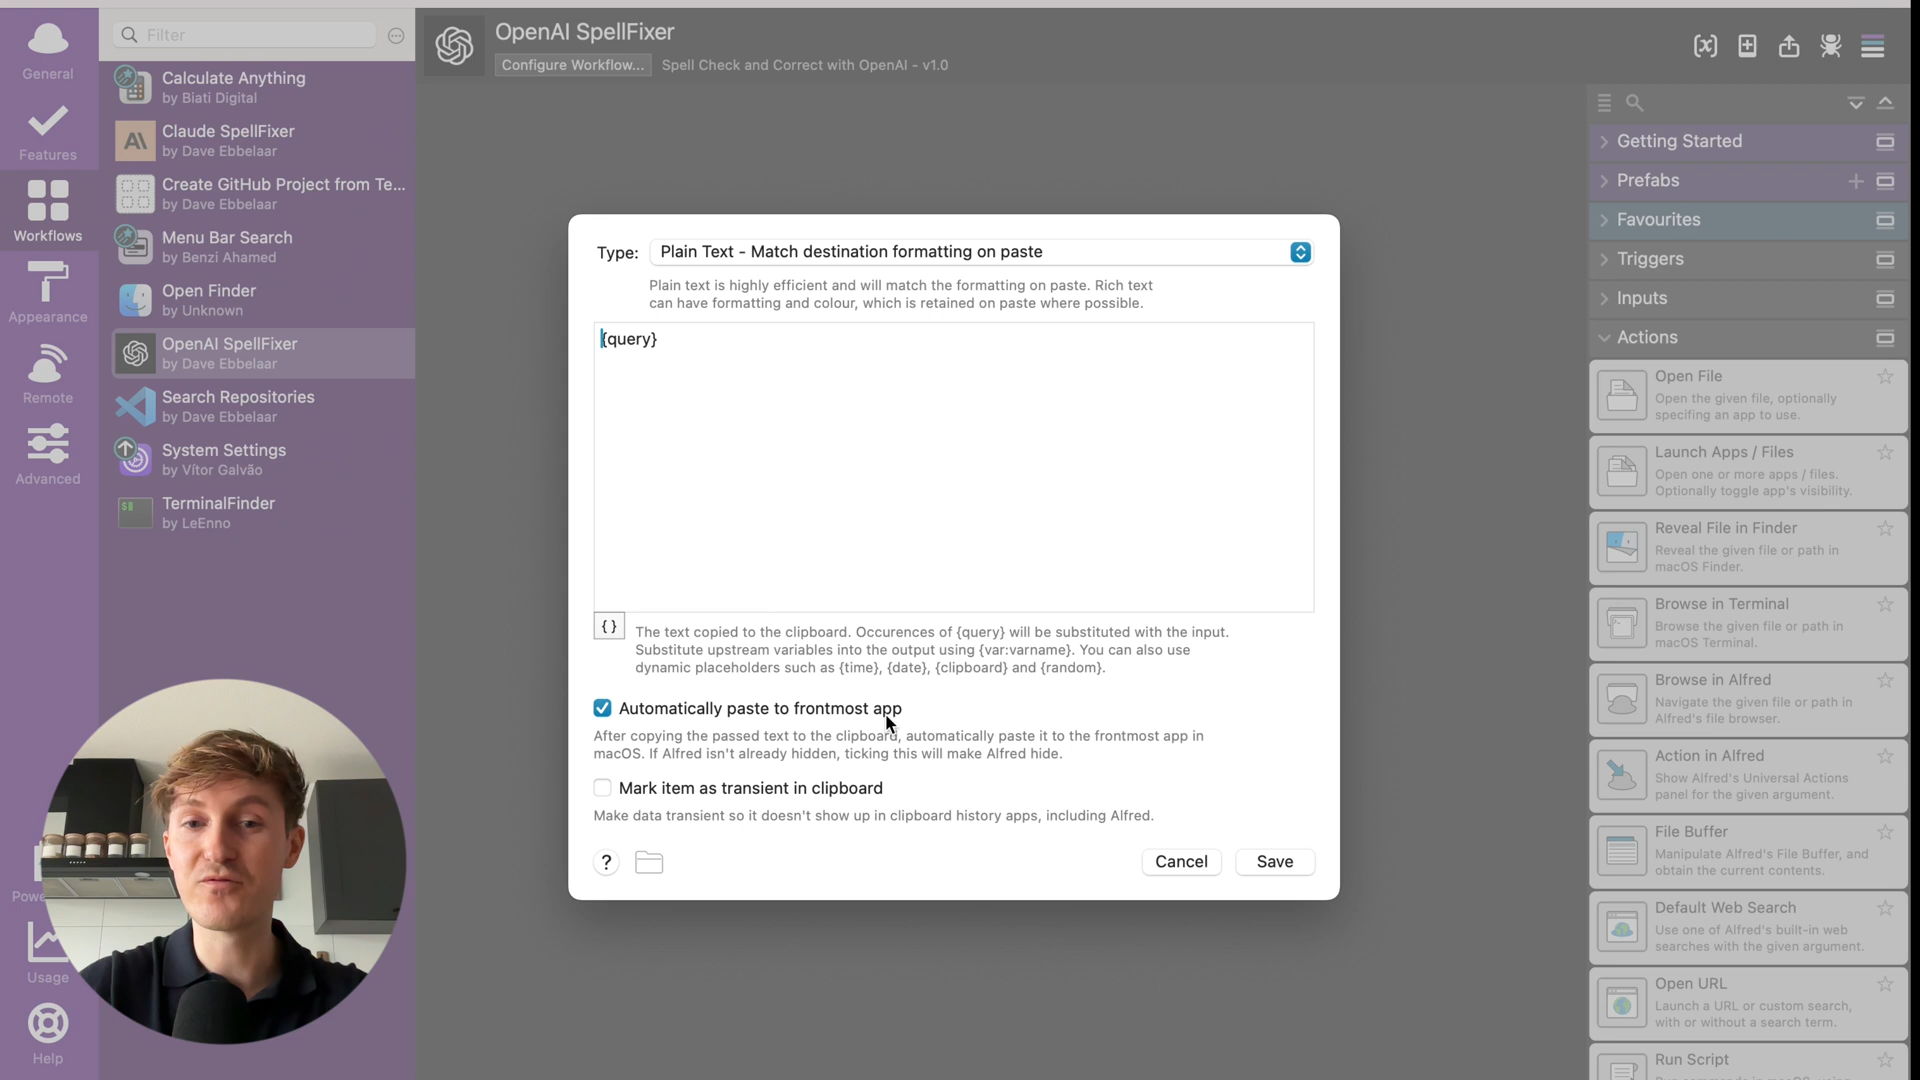 General
Features
Workflows
Appearance
Remote
Advanced
Usage
Help
Filter
Calculate Anything
by Biati Digital
Claude SpellFixer
by Dave Ebbelaar
Create GitHub Project from Te...
by Dave Ebbelaar
Menu Bar Search
by Benzi Ahamed
Open Finder
by Unknown
OpenAI SpellFixer
by Dave Ebbelaar
Search Repositories
by Dave Ebbelaar
System Settings
by Vítor Galvão
TerminalFinder
by LeEnno
OpenAI SpellFixer
Configure Workflow... Spell Check and Correct with OpenAI - v1.0
Type: Plain Text - Match destination formatting on paste
Plain text is highly efficient and will match the formatting on paste. Rich text
can have formatting and colour, which is retained on paste where possible.
{query}
{ }
The text copied to the clipboard. Occurences of {query} will be substituted with the input.
Substitute upstream variables into the output using {var:varname}. You can also use
dynamic placeholders such as {time}, {date}, {clipboard} and {random}.
Automatically paste to frontmost app
After copying the passed text to the clipboard, automatically paste it to the frontmost app in
macOS. If Alfred isn't already hidden, ticking this will make Alfred hide.
Mark item as transient in clipboard
Make data transient so it doesn't show up in clipboard history apps, including Alfred.
? Cancel Save
Getting Started
Prefabs
Favourites
Triggers
Inputs
Actions
Open File
Open the given file, optionally
specifing an app to use.
Launch Apps / Files
Open one or more apps / files.
Optionally toggle app's visibility.
Reveal File in Finder
Reveal the given file or path in
macOS Finder.
Browse in Terminal
Browse the given file or path in
macOS Terminal.
Browse in Alfred
Navigate the given file or path in
Alfred's file browser.
Action in Alfred
Show Alfred's Universal Actions
panel for the given argument.
File Buffer
Manipulate Alfred's File Buffer, and
obtain the current contents.
Default Web Search
Use one of Alfred's built-in web
searches with the given argument.
Open URL
Launch a URL or custom search,
with or without a search term.
Run Script